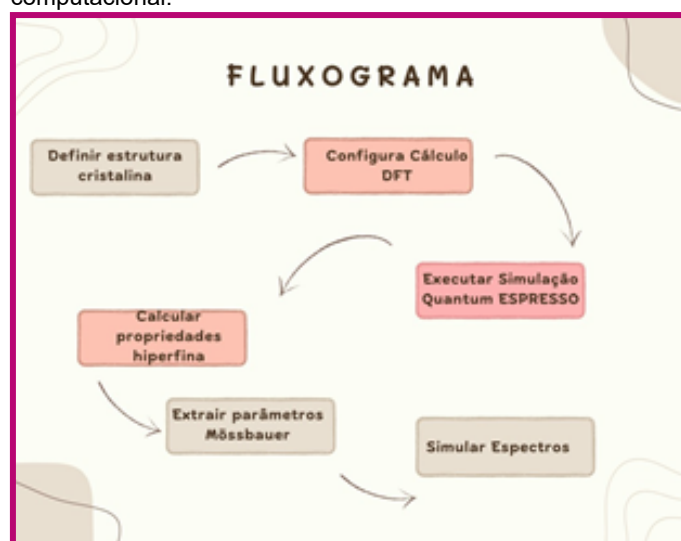 computacional.
FLUXOGRAMA
Definir estrutura
cristalina
Configura Cálculo
DFT
Executar Simulação
Quantum ESPRESSO
Calcular
propriedades
hiperfina
Extrair parâmetros
Mössbauer
Simular Espectros